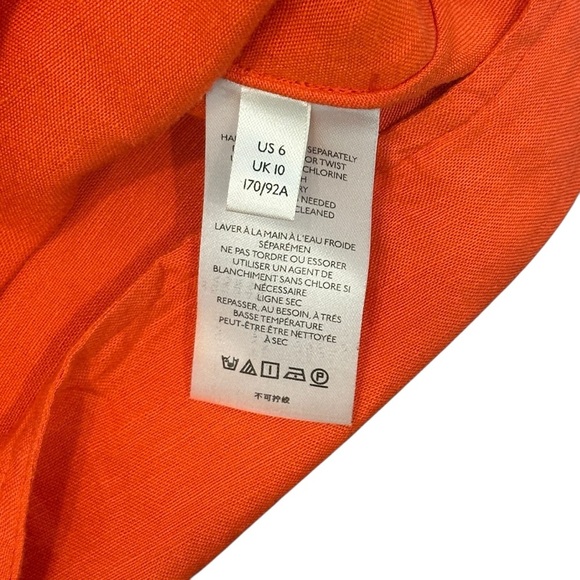 US 6
UK 10
170/92A
HA
SEPARATELY
OR TWIST
CHLORINE
NEEDED
CLEANED
LAVER À LA MAIN À L'EAU FROIDE
SÉPARÉMEN
NE PAS TORDRE OU ESSORER
UTILISER UN AGENT DE
BLANCHIMENT SANS CHLORE SI
NÉCESSAIRE
LIGNE SEC
REPASSER, AU BESOIN, À TRÈS
BASSE TEMPÉRATURE
PEUT-ÊTRE ÊTRE NETTOYÉE
À SEC
P
不可拧绞